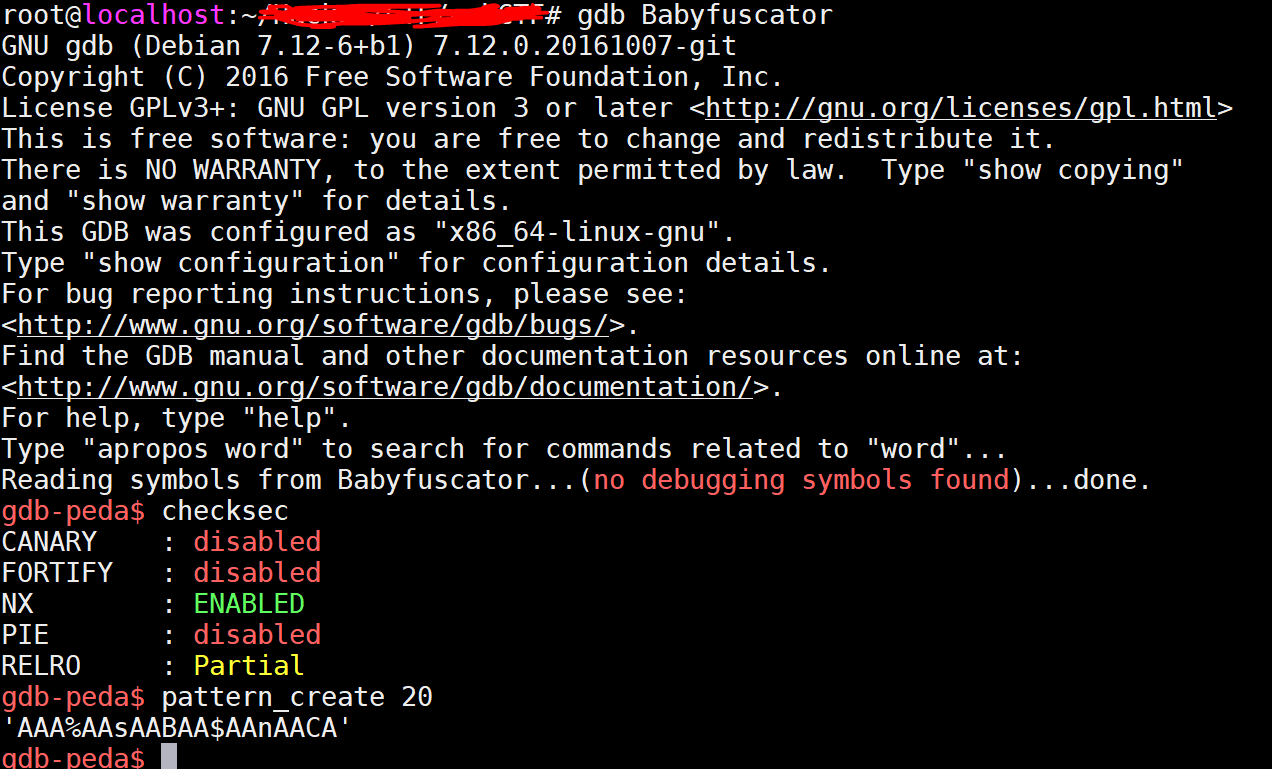 root@localhost:~/# gdb Babyfuscator
GNU gdb (Debian 7.12-6+b1) 7.12.0.20161007-git
Copyright (C) 2016 Free Software Foundation, Inc.
License GPLv3+: GNU GPL version 3 or later <http://gnu.org/licenses/gpl.html>
This is free software: you are free to change and redistribute it.
There is NO WARRANTY, to the extent permitted by law.  Type "show copying"
and "show warranty" for details.
This GDB was configured as "x86_64-linux-gnu".
Type "show configuration" for configuration details.
For bug reporting instructions, please see:
<http://www.gnu.org/software/gdb/bugs/>.
Find the GDB manual and other documentation resources online at:
<http://www.gnu.org/software/gdb/documentation/>.
For help, type "help".
Type "apropos word" to search for commands related to "word"...
Reading symbols from Babyfuscator...(no debugging symbols found)...done.
gdb-peda$ checksec
CANARY    : disabled
FORTIFY   : disabled
NX        : ENABLED
PIE       : disabled
RELRO     : Partial
gdb-peda$ pattern_create 20
'AAA%AAsAABAA$AAnAACA'
gdb-peda$